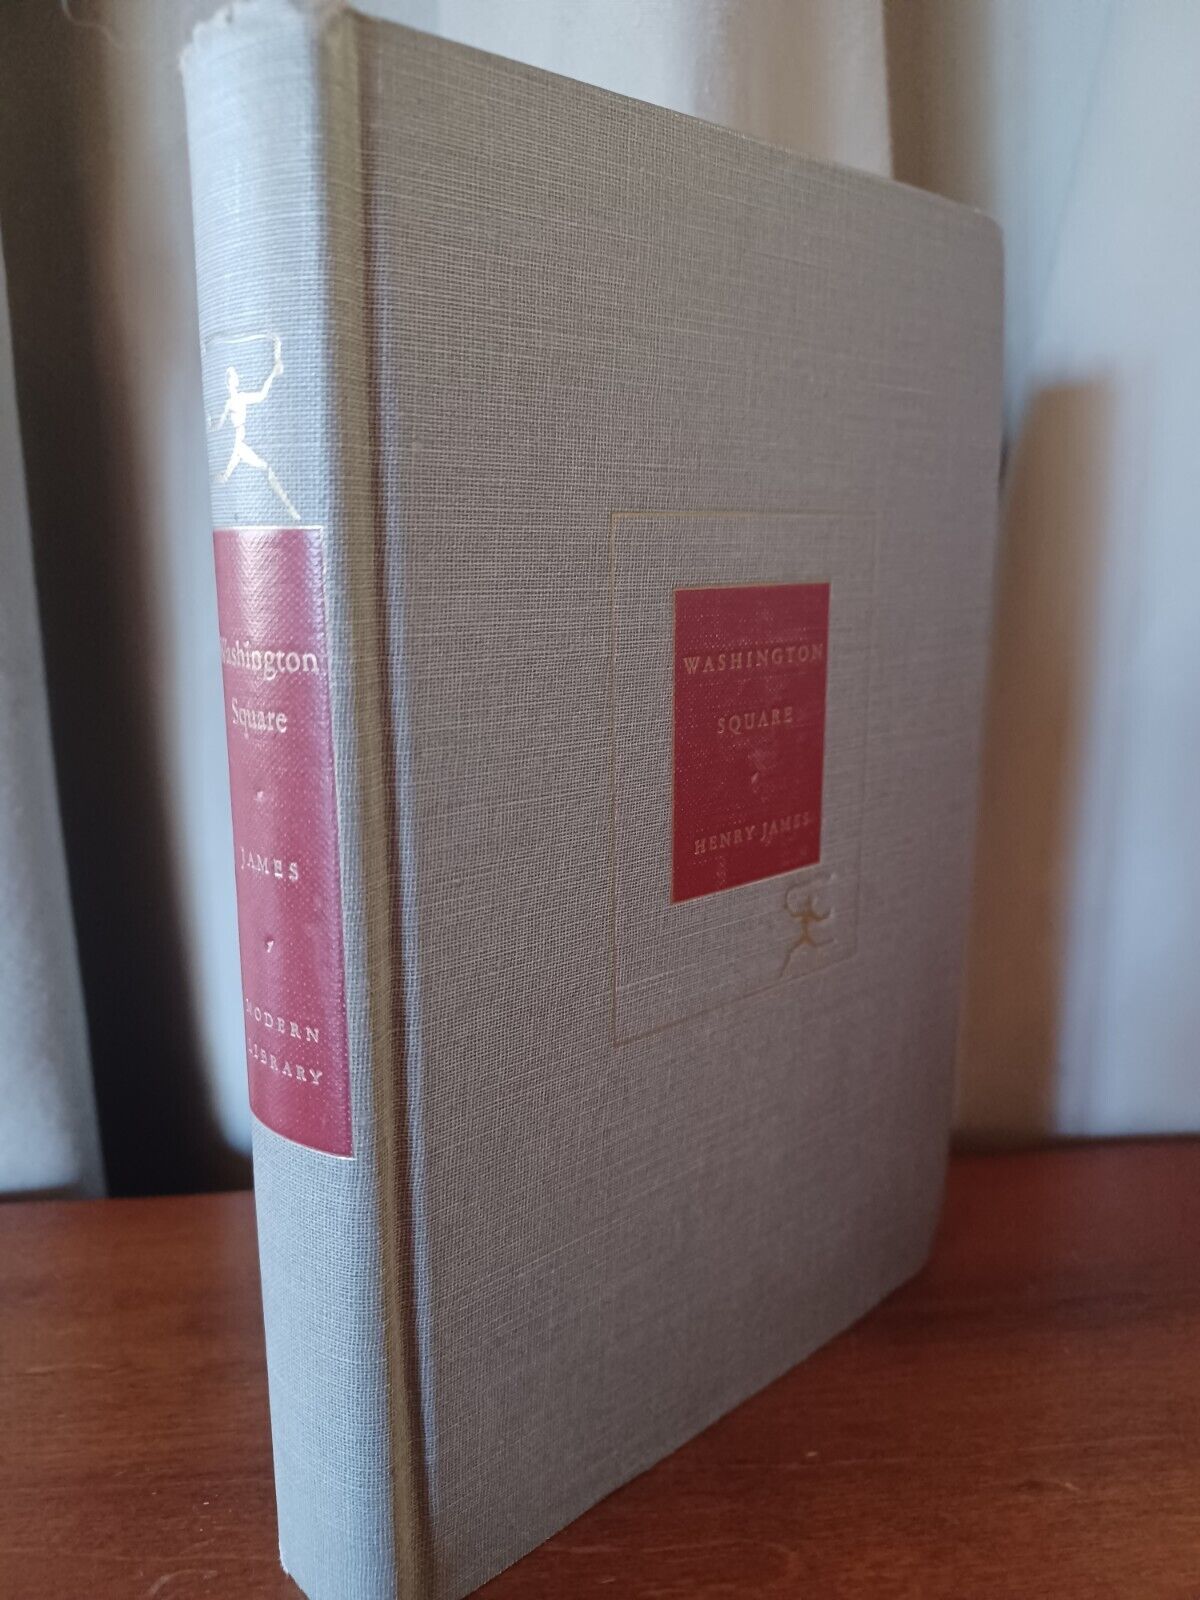 Washington
Square
JAMES
MODERN
LIBRARY
WASHINGTON
SQUARE
HENRY JAMES